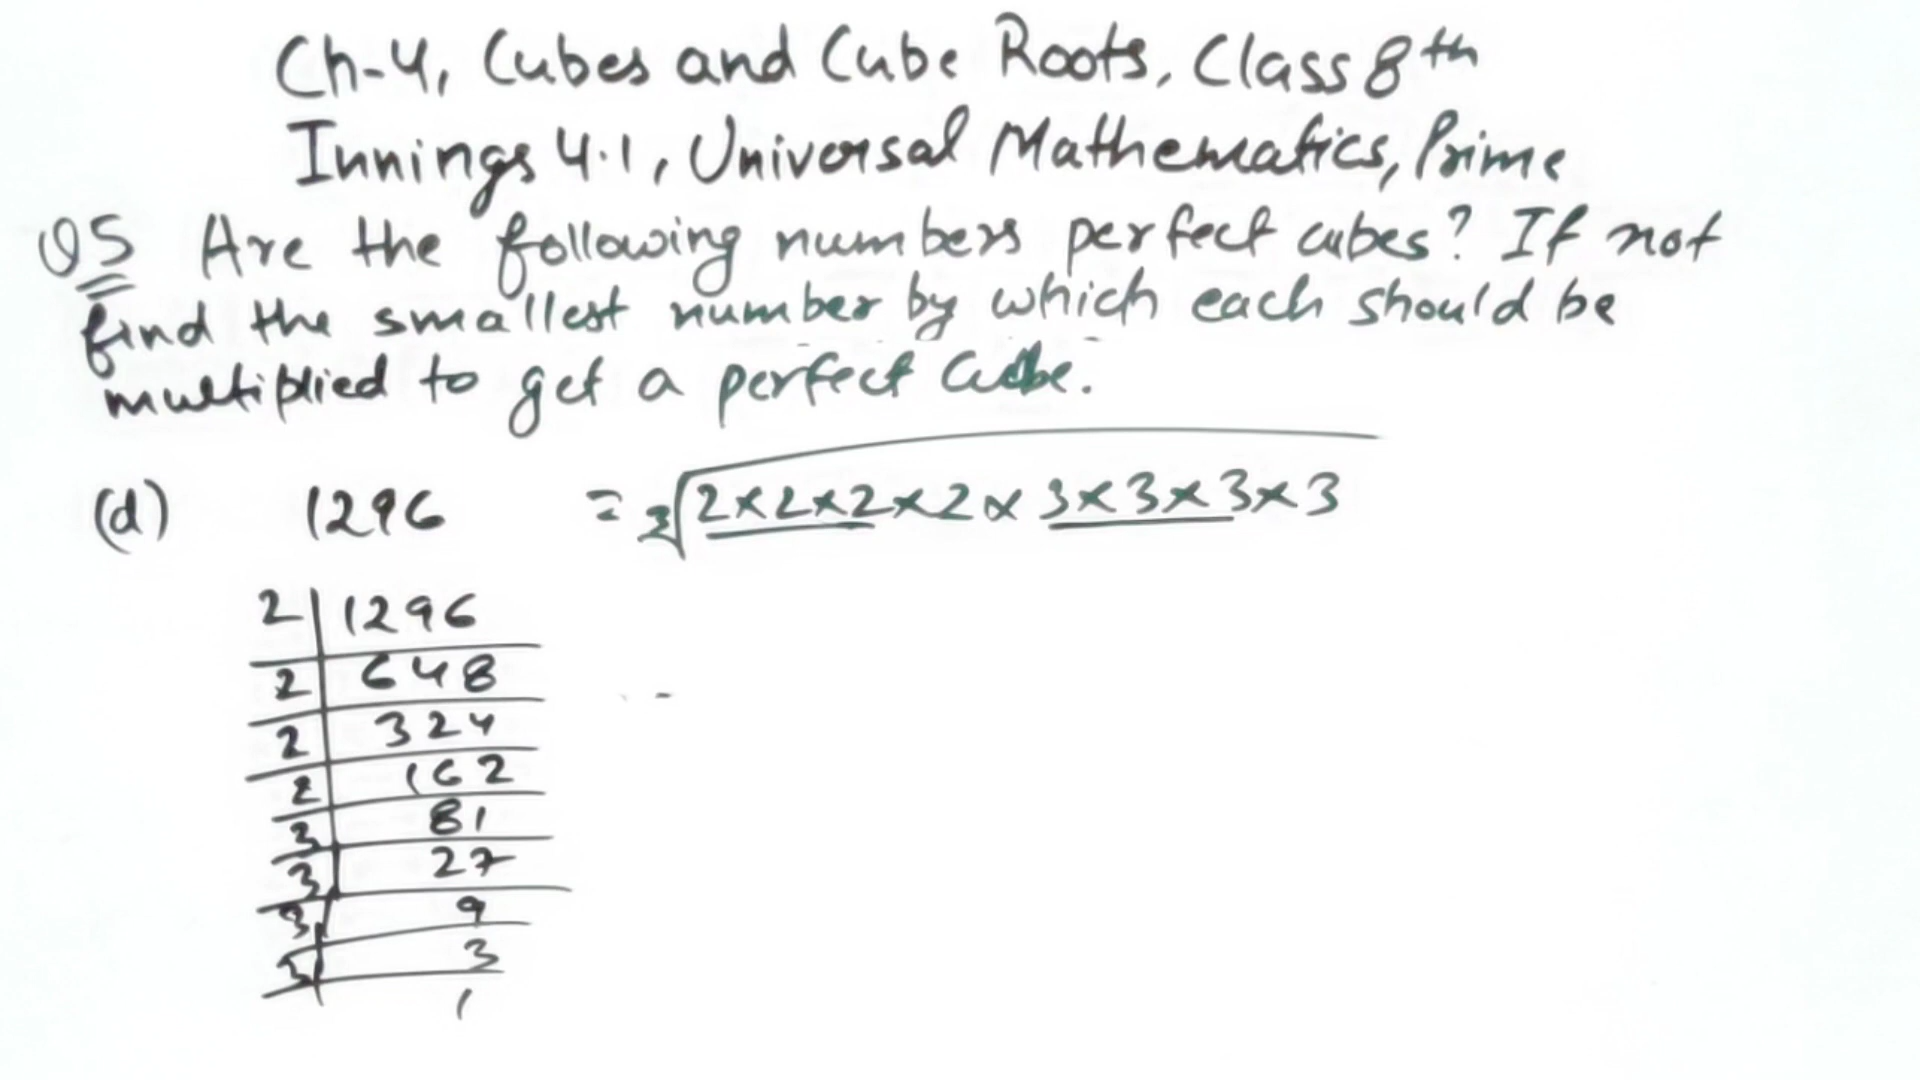 Ch-4, Cubes and Cube Roots, Class 8th
Innings 4.1, Universal Mathematics, Prime
Q5 Are the following numbers perfect cubes? If not
find the smallest number by which each should be
multiplied to get a perfect Cube.
(d) 1296 = ∛2×2×2×2×3×3×3×3
2 | 1296
2 | 648
2 | 324
2 | 162
3 | 81
3 | 27
3 | 9
3 | 3
1